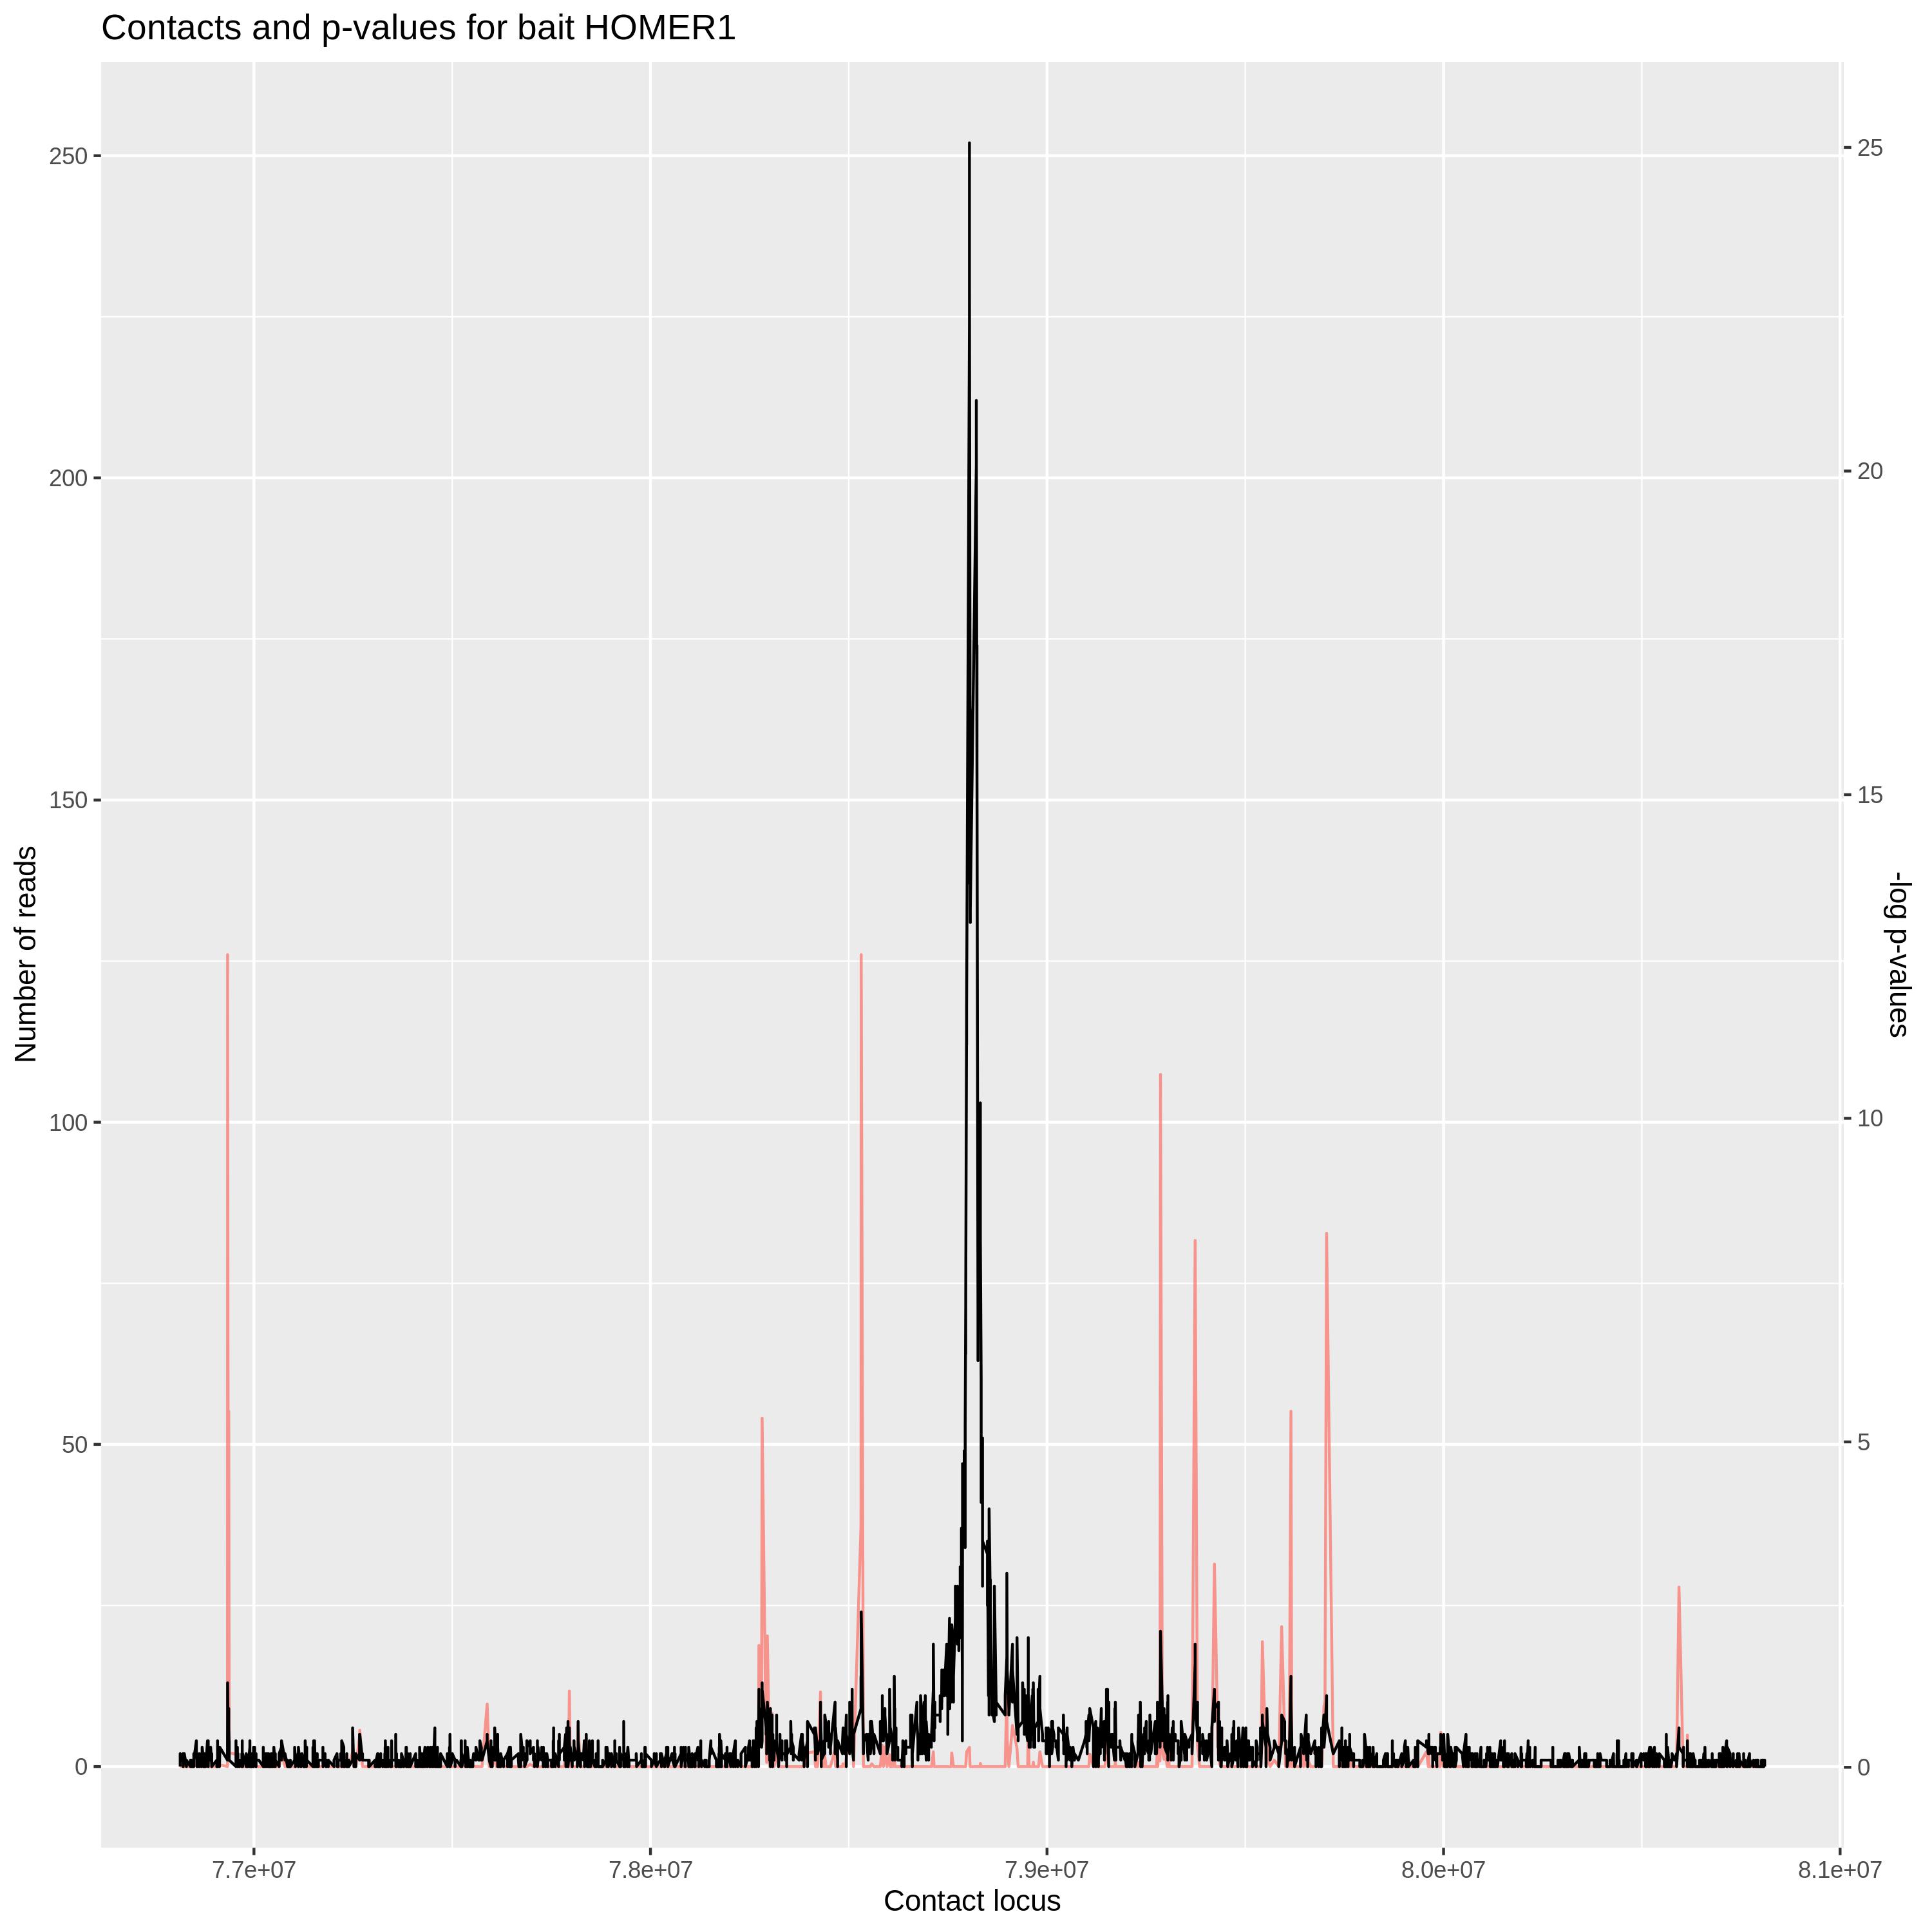 Contacts and p-values for bait HOMER1
250
200
150
100
50
0
Number of reads
25
20
15
10
5
0
-log p-values
7.7e+07
7.8e+07
7.9e+07
8.0e+07
8.1e+07
Contact locus